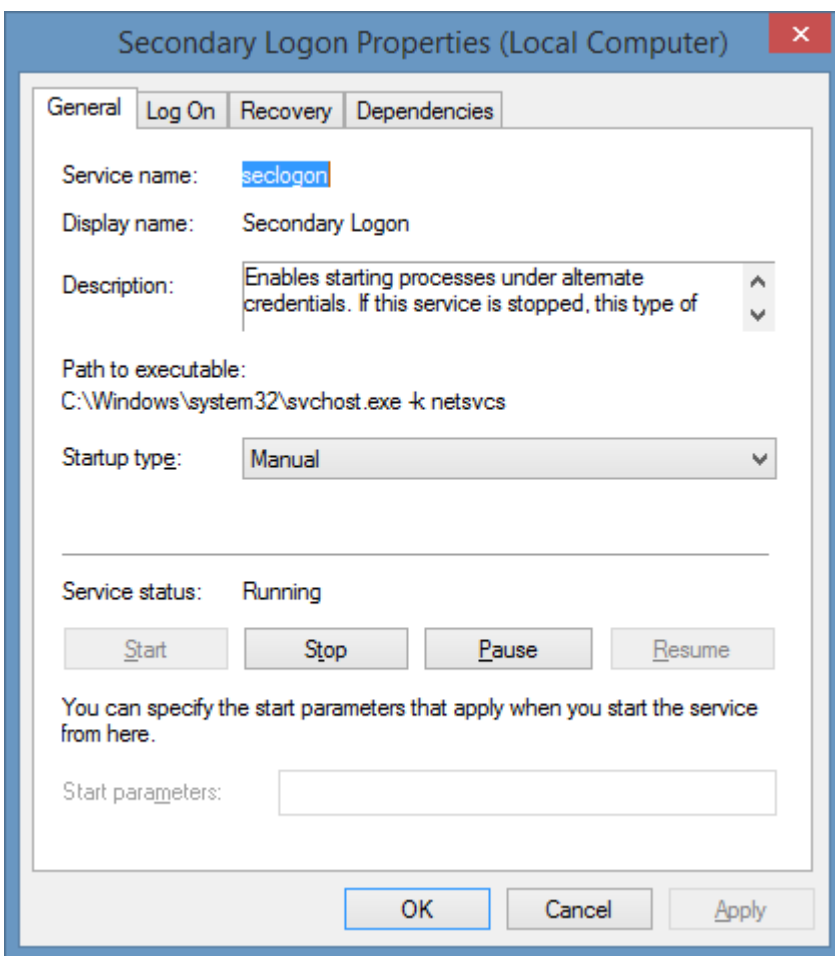 Secondary Logon Properties (Local Computer)
General Log On Recovery Dependencies
Service name: seclogon
Display name: Secondary Logon
Description: Enables starting processes under alternate
credentials. If this service is stopped, this type of
Path to executable:
C:\Windows\system32\svchost.exe -k netsvcs
Startup type: Manual
Service status: Running
Start Stop Pause Resume
You can specify the start parameters that apply when you start the service
from here.
Start parameters:
OK Cancel Apply